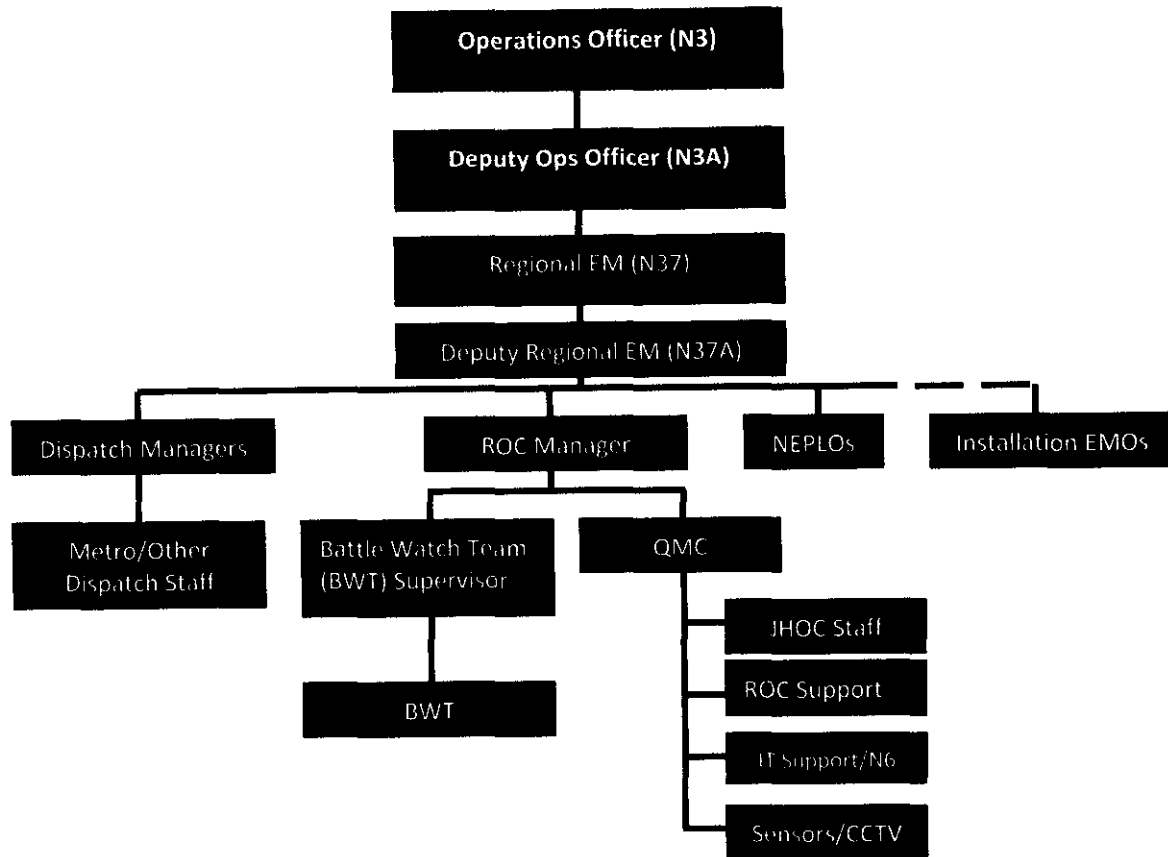 Operations Officer (N3)
Deputy Ops Officer (N3A)
Regional EM (N37)
Deputy Regional EM (N37A)
Dispatch Managers
ROC Manager
NEPLOs
Installation EMOs
Metro/Other
Dispatch Staff
Battle Watch Team
(BWT) Supervisor
QMC
BWT
JHOC Staff
ROC Support
IT Support/N6
Sensors/CCTV